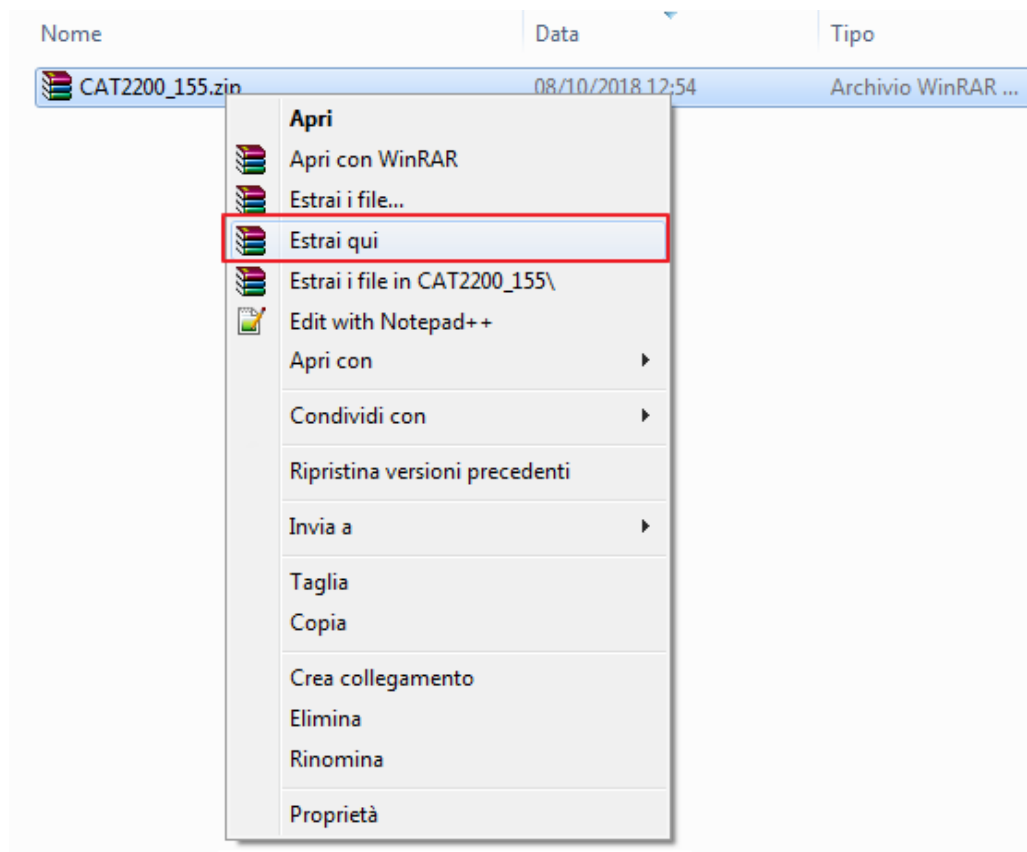 Nome Data Tipo
CAT2200_155.zip 08/10/2018 12:54 Archivio WinRAR ...
Apri
Apri con WinRAR
Estrai i file...
Estrai qui
Estrai i file in CAT2200_155\
Edit with Notepad++
Apri con
Condividi con
Ripristina versioni precedenti
Invia a
Taglia
Copia
Crea collegamento
Elimina
Rinomina
Proprietà